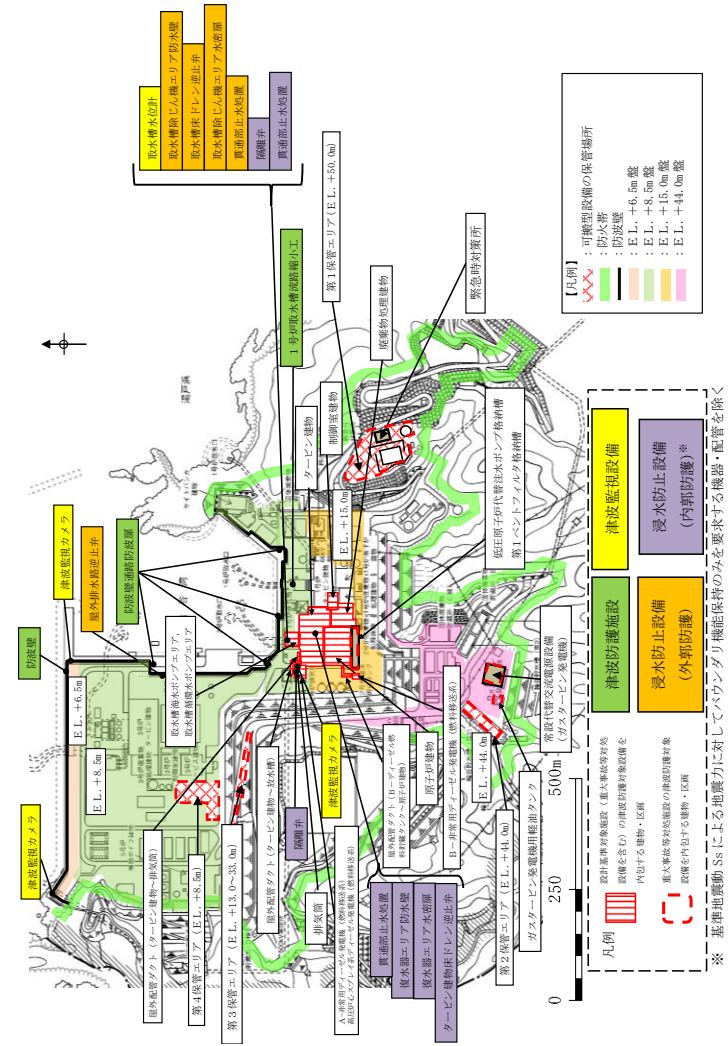 取水槽水位計
取水槽除じん機エリア防水壁
取水槽床ドレン逆止弁
取水槽除じん機エリア水密扉
貫通部止水処置
隔離弁
貫通部止水処置
津波監視カメラ
防波壁
津波監視カメラ
屋外排水路逆止弁
防波壁通路防波扉
1号炉取水槽流路縮小工
第1保管エリア(EL.+50.0m)
緊急時対策所
廃棄物処理建物
制御室建物
タービン建物
EL.+15.0m
低圧原子炉代替注水ポンプ格納槽
第1ベントフィルタ格納槽
湯戸浜
EL.+6.5m
EL.+8.5m
取水槽海水ポンプエリア,
取水槽循環水ポンプエリア
屋外配管ダクト(タービン建物~排気筒)
第4保管エリア(EL.+8.5m)
第3保管エリア(EL.+13.0~33.0m)
屋外配管ダクト(タービン建物~放水槽)
隔離弁
排気筒
津波監視カメラ
A-非常用ディーゼル発電機(燃料移送系)
高圧炉心スプレイ系ディーゼル発電機(燃料移送系)
貫通部止水処置
復水器エリア防水壁
復水器エリア水密扉
タービン建物床ドレン逆止弁
屋外配管ダクト(B-ディーゼル燃
料貯蔵タンク~原子炉建物)
B-非常用ディーゼル発電機(燃料移送系)
原子炉建物
EL.+44.0m
第2保管エリア(EL.+44.0m)
ガスタービン発電機用軽油タンク
常設代替交流電源設備
(ガスタービン発電機)
【凡例】
:可搬型設備の保管場所
:防火帯
:防波壁
:EL.+6.5m盤
:EL.+8.5m盤
:EL.+15.0m盤
:EL.+44.0m盤
0 250 500m
凡例
設計基準対象施設(重大事故等対処
設備を含む)の津波防護対象設備を
内包する建物・区画
重大事故等対処施設の津波防護対象
設備を内包する建物・区画
津波防護施設
津波監視設備
浸水防止設備
(外郭防護)
浸水防止設備
(内郭防護)※
※ 基準地震動Ssによる地震力に対してバウンダリ機能保持のみを要求する機器・配管を除く